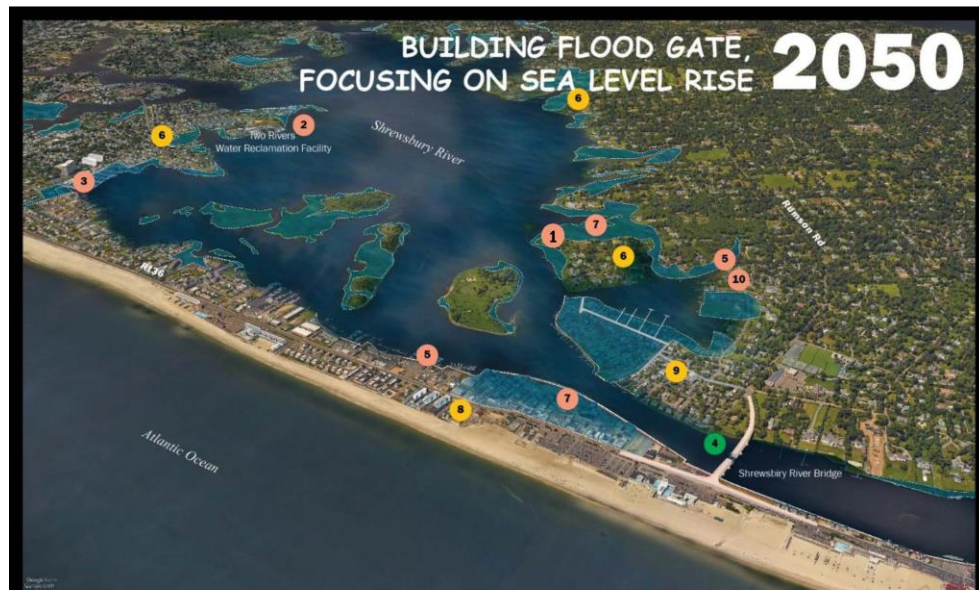 BUILDING FLOOD GATE,
FOCUSING ON SEA LEVEL RISE
2050
6
2
6
Two Rivers
Water Reclamation Facility
Shrewsbury River
3
7
1
6
5
10
Rumson Rd
Rt36
5
9
8
7
4
Shrewsbiry River Bridge
Atlantic Ocean